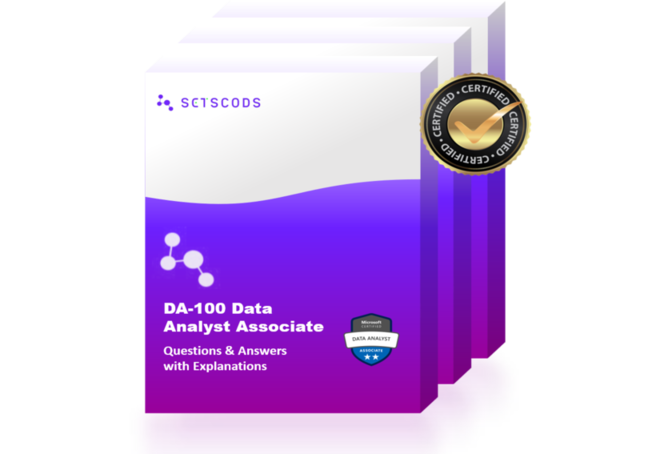 SCTSCODS
CERTIFIED • CERTIFIED • CERTIFIED • CERTIFIED •
DA-100 Data
Analyst Associate
Questions & Answers
with Explanations
Microsoft
CERTIFIED
DATA ANALYST
ASSOCIATE